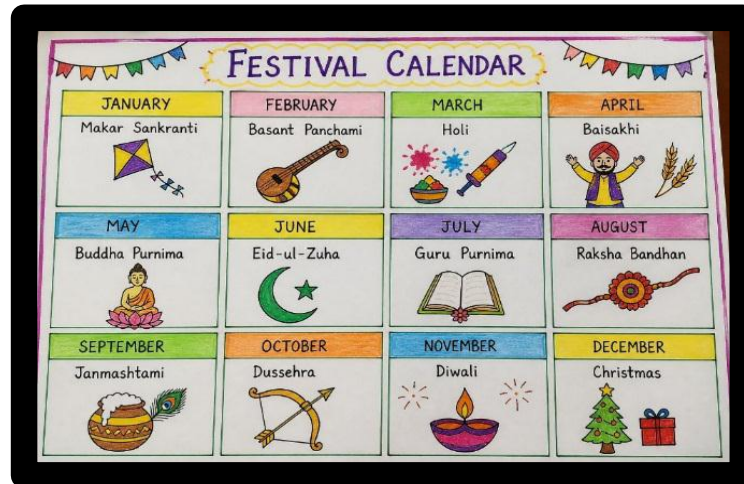 FESTIVAL CALENDAR
JANUARY
Makar Sankranti
FEBRUARY
Basant Panchami
MARCH
Holi
APRIL
Baisakhi
MAY
Buddha Purnima
JUNE
Eid-ul-Zuha
JULY
Guru Purnima
AUGUST
Raksha Bandhan
SEPTEMBER
Janmashtami
OCTOBER
Dussehra
NOVEMBER
Diwali
DECEMBER
Christmas